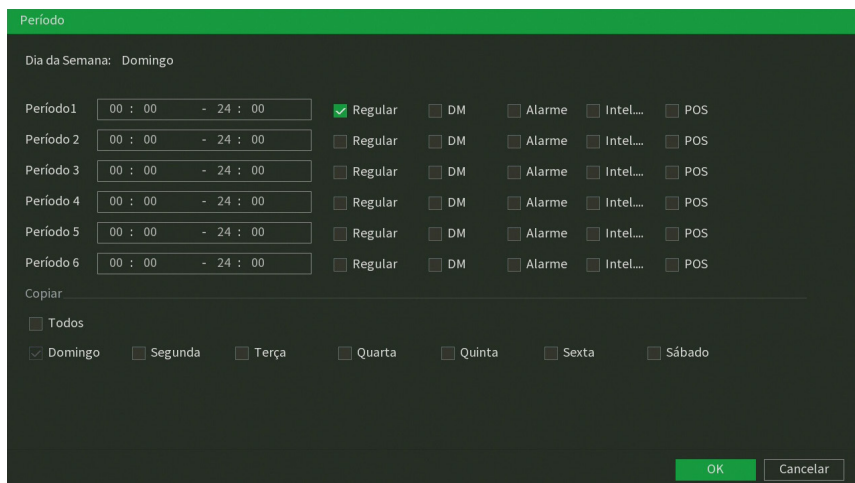 Período
Dia da Semana: Domingo
Período1 00 : 00 - 24 : 00 Regular DM Alarme Intel.... POS
Período 2 00 : 00 - 24 : 00 Regular DM Alarme Intel.... POS
Período 3 00 : 00 - 24 : 00 Regular DM Alarme Intel.... POS
Período 4 00 : 00 - 24 : 00 Regular DM Alarme Intel.... POS
Período 5 00 : 00 - 24 : 00 Regular DM Alarme Intel.... POS
Período 6 00 : 00 - 24 : 00 Regular DM Alarme Intel.... POS
Copiar
Todos
Domingo Segunda Terça Quarta Quinta Sexta Sábado
OK Cancelar